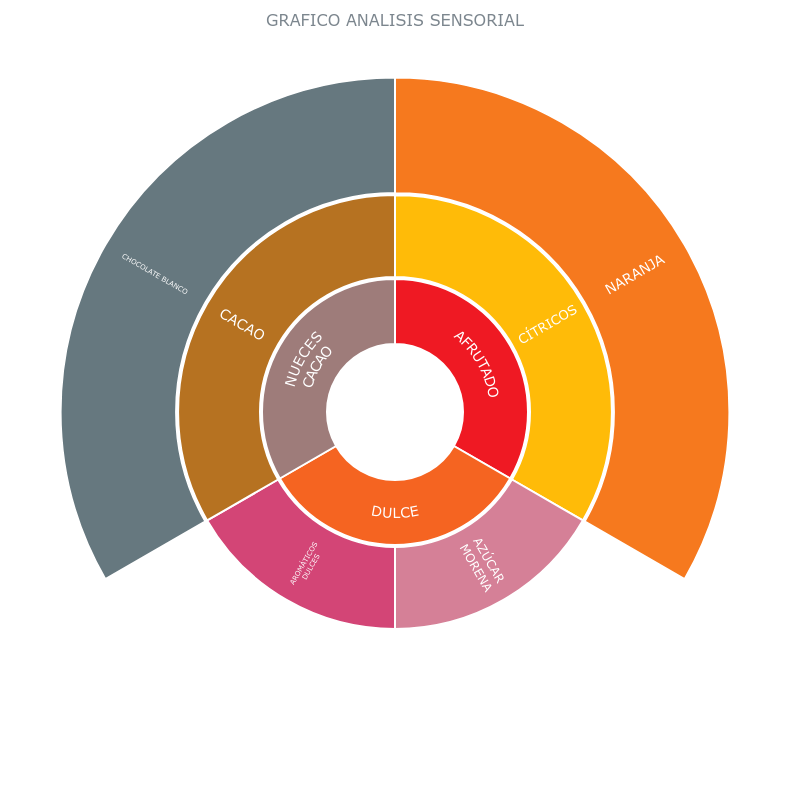 GRAFICO ANALISIS SENSORIAL
CHOCOLATE BLANCO
NARANJA
CACAO
CÍTRICOS
NUECES
CACAO
AFRUTADO
DULCE
AROMÁTICOS
DULCES
AZÚCAR
MORENA